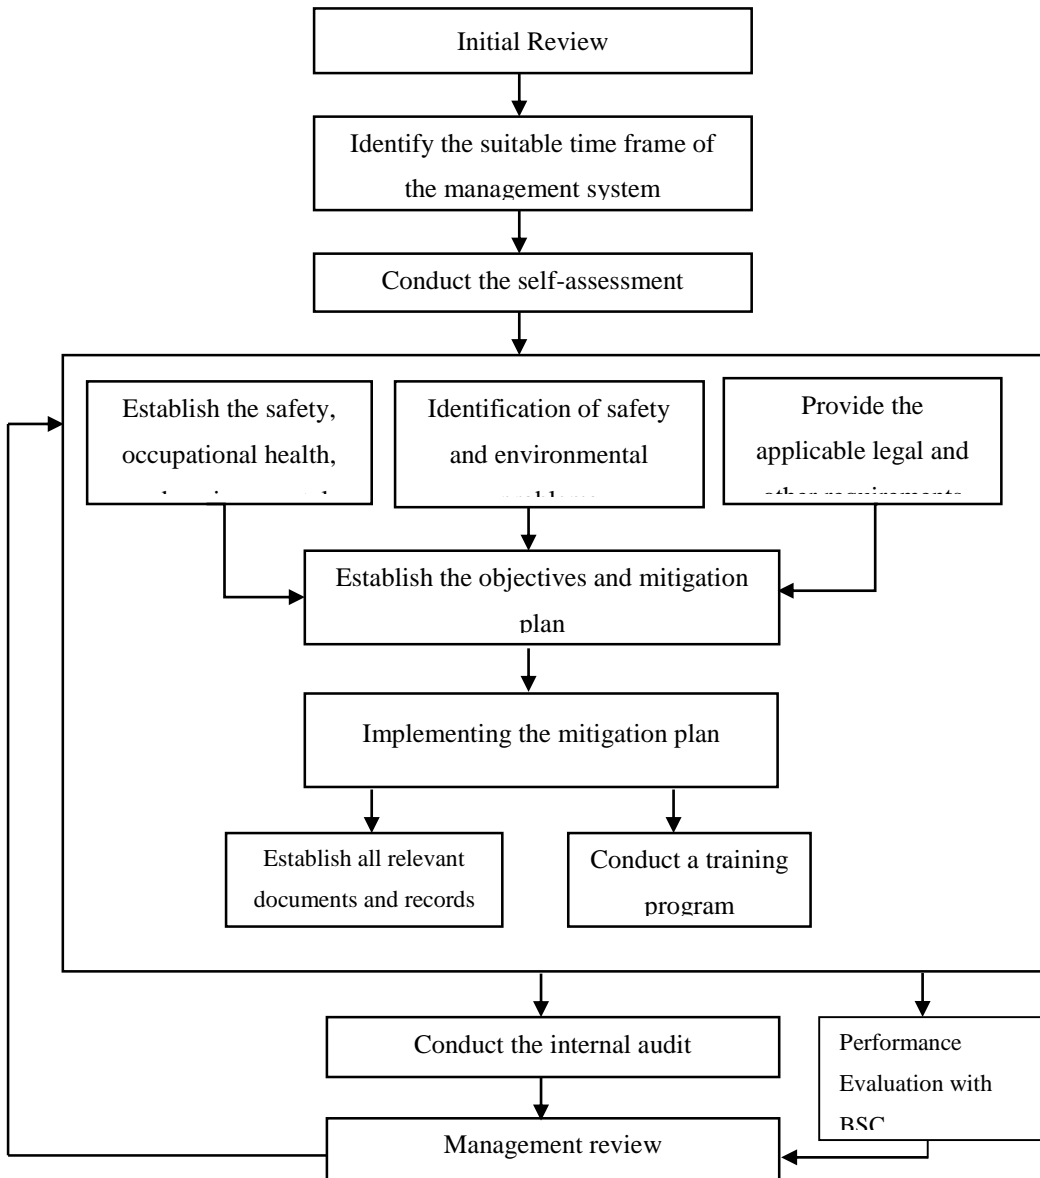 Initial Review
Identify the suitable time frame of
the management system
Conduct the self-assessment
Establish the safety,
occupational health,
Identification of safety
and environmental
problems
Provide the
applicable legal and
other requirements
Establish the objectives and mitigation
plan
Implementing the mitigation plan
Establish all relevant
documents and records
Conduct a training
program
Conduct the internal audit
Performance
Evaluation with
BSC
Management review